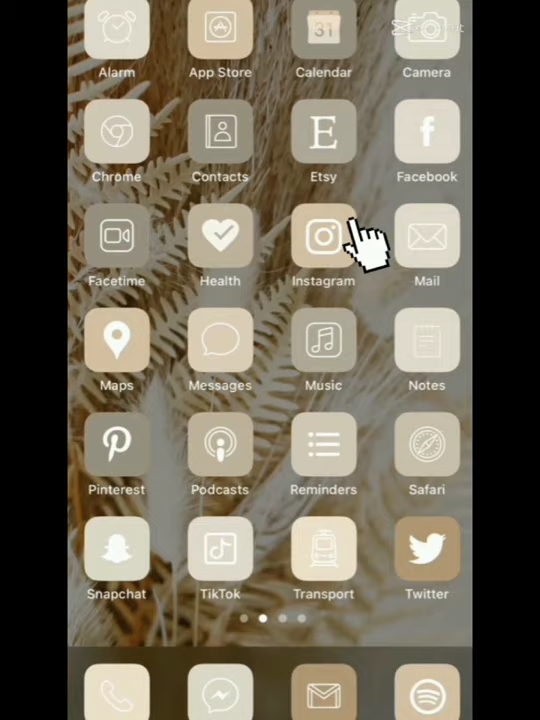 Alarm App Store Calendar Camera
31
Chrome Contacts Etsy Facebook
E
f
Facetime Health Instagram Mail
Maps Messages Music Notes
Pinterest Podcasts Reminders Safari
Snapchat TikTok Transport Twitter